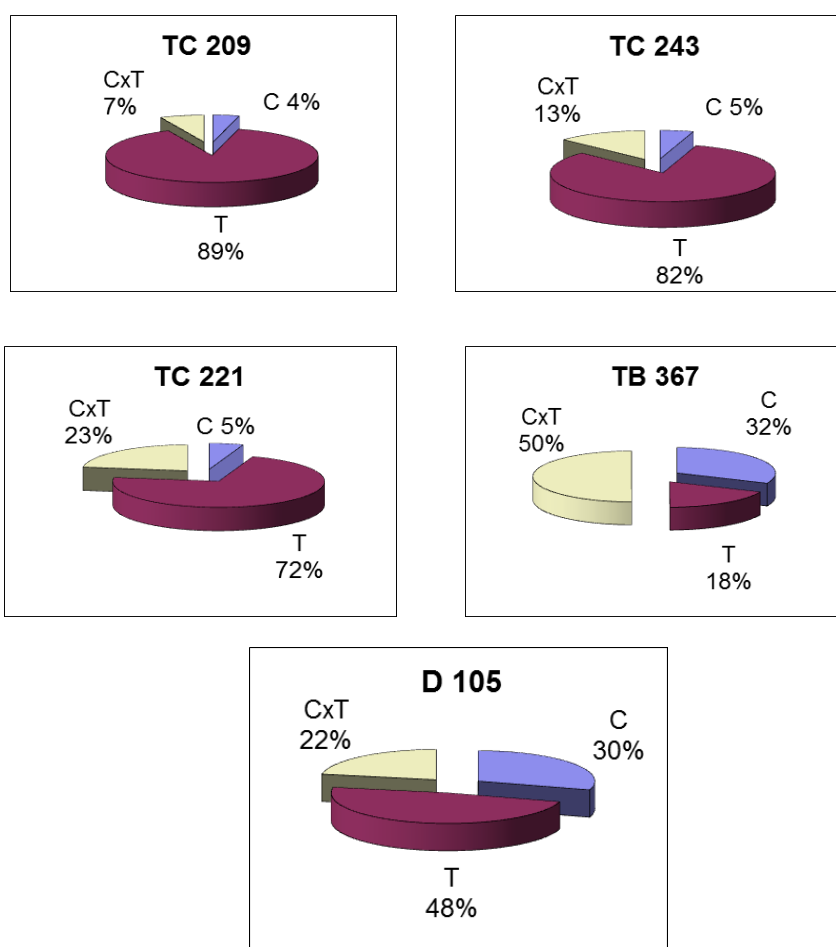 TC 209
CxT
7%
C 4%
T
89%
TC 243
CxT
13%
C 5%
T
82%
TC 221
CxT
23%
C 5%
T
72%
TB 367
CxT
50%
C
32%
T
18%
D 105
CxT
22%
C
30%
T
48%